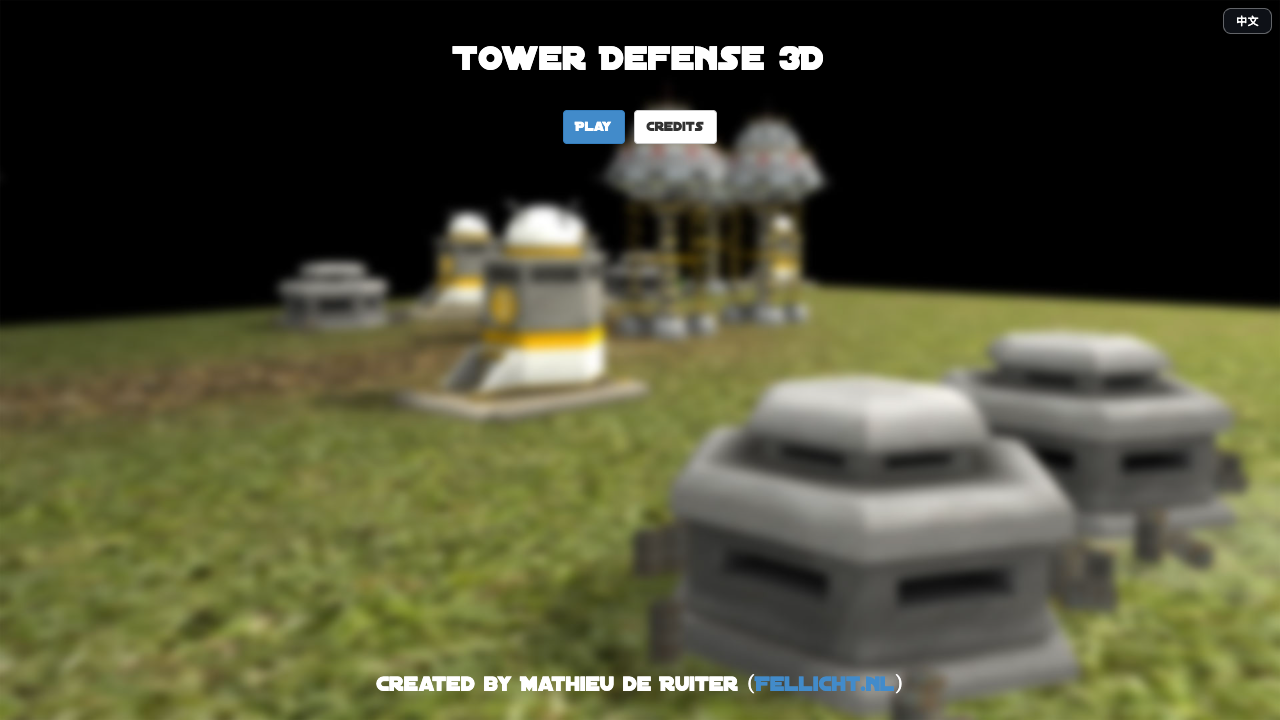 中文
TOWER DEFENSE 3D
PLAY
CREDITS
CREATED BY MATHIEU DE RUITER (FELLICHT.NL)